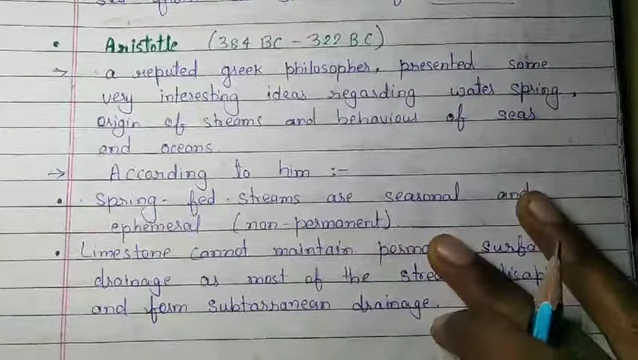 Aristotle (384 BC - 322 B.C)
→ a reputed greek philosopher, presented some
very interesting ideas regarding water spring,
origin of streams and behaviour of seas
and oceans.
→ According to him :-
• Spring-fed streams are seasonal and
ephemeral (non-permanent).
• Limestone cannot maintain
drainage as most of the
and form subtarranean drainage.